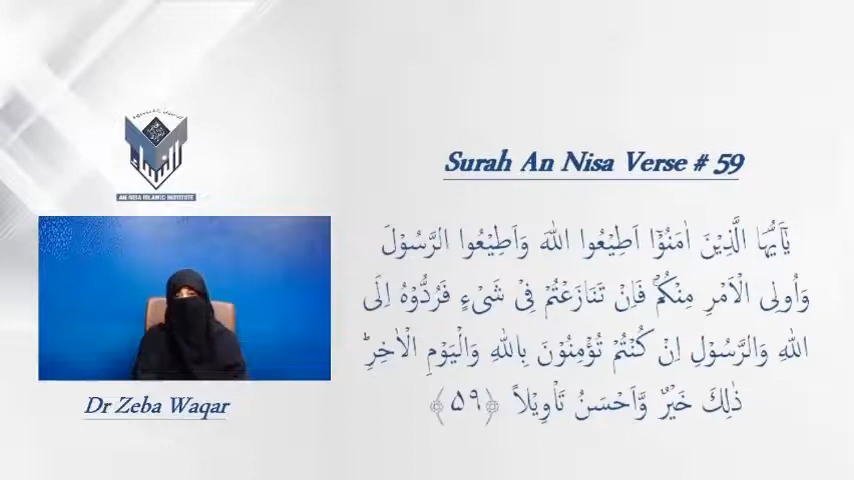 النساء
AN NISA ISLAMIC INSTITUTE
Dr Zeba Waqar
Surah An Nisa Verse # 59
يٰۤاَيُّهَا الَّذِيْنَ اٰمَنُوْۤا اَطِيْعُوا اللّٰهَ وَاَطِيْعُوا الرَّسُوْلَ
وَاُولِى الْاَمْرِ مِنْكُمْۚ فَاِنْ تَنَازَعْتُمْ فِىْ شَىْءٍ فَرُدُّوْهُ اِلَى
اللّٰهِ وَالرَّسُوْلِ اِنْ كُنْتُمْ تُؤْمِنُوْنَ بِاللّٰهِ وَالْيَوْمِ الْاٰخِرِؕ
ذٰلِكَ خَيْرٌ وَّاَحْسَنُ تَاْوِيْلًا ﴿۵۹﴾